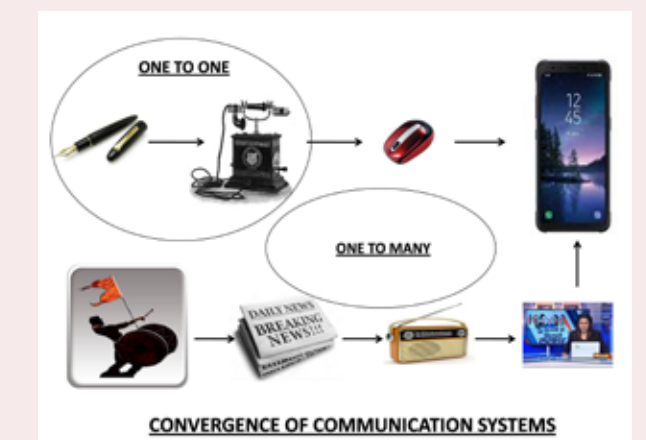 ONE TO ONE
12
45
ONE TO MANY
DAILY NEWS
BREAKING
NEWS!!!
CONVERGENCE OF COMMUNICATION SYSTEMS